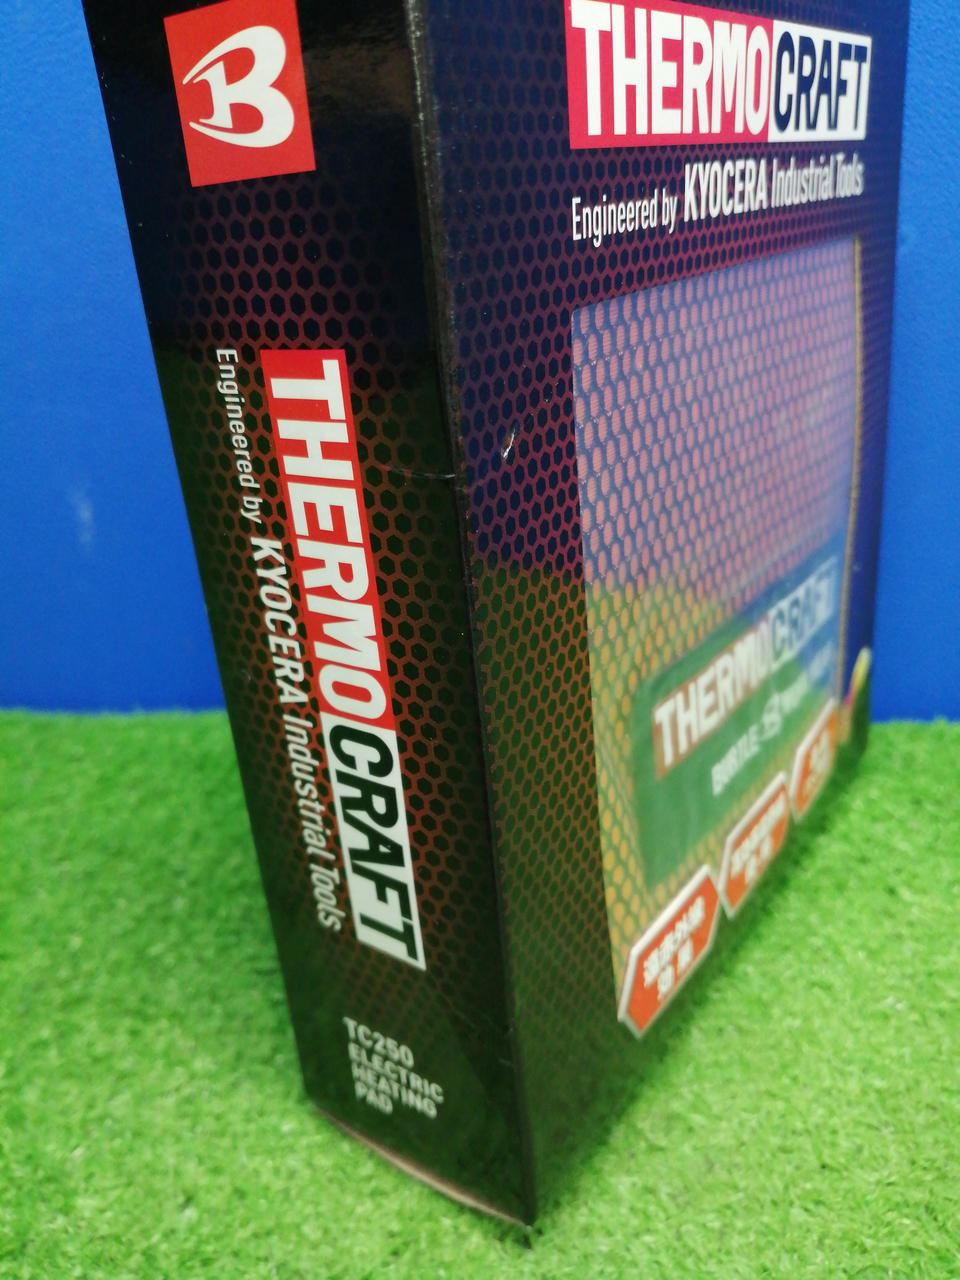 B
THERMOCRAFT
Engineered by KYOCERA Industrial Tools
TC250
ELECTRIC
HEATING
PAD
THERMOCRAFT
Engineered by KYOCERA Industrial Tools
THERMOCRAFT